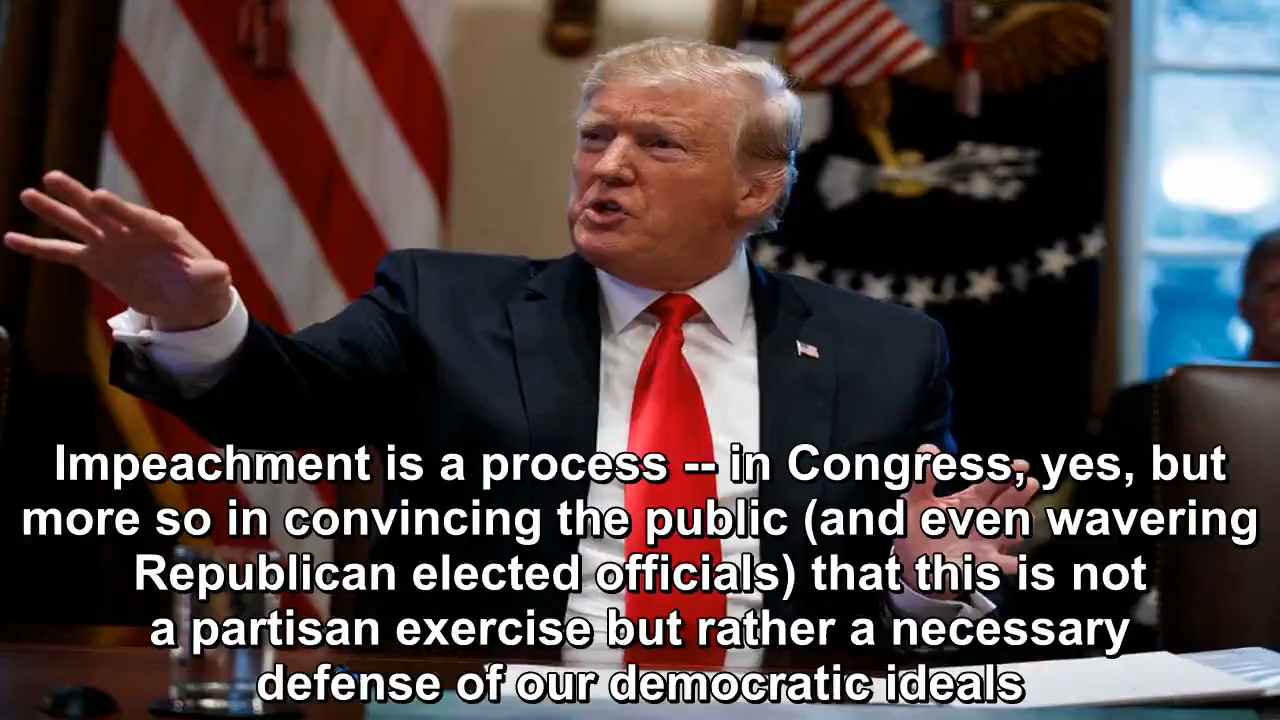 Impeachment is a process -- in Congress, yes, but
more so in convincing the public (and even wavering
Republican elected officials) that this is not
a partisan exercise but rather a necessary
defense of our democratic ideals